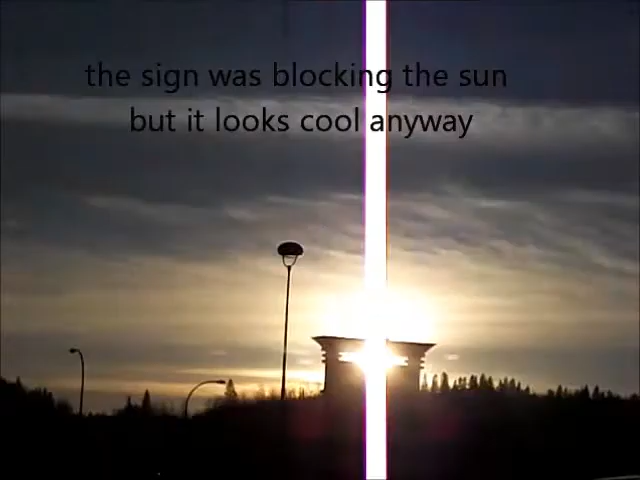 the sign was blocking the sun
but it looks cool anyway